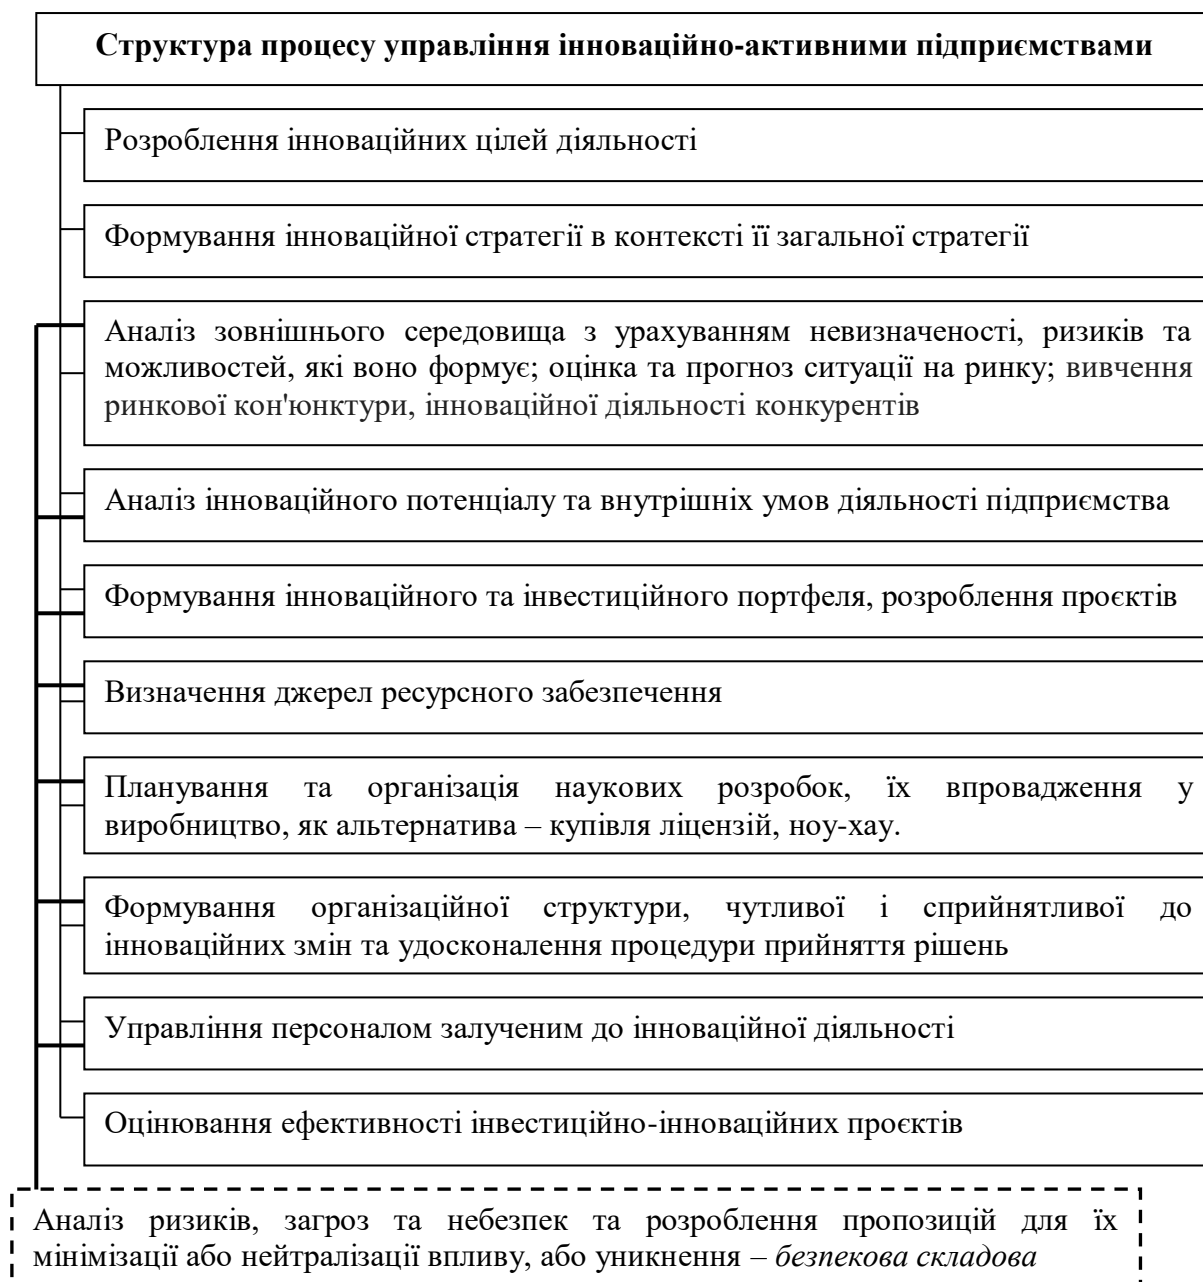 Структура процесу управління інноваційно-активними підприємствами
Розроблення інноваційних цілей діяльності
Формування інноваційної стратегії в контексті її загальної стратегії
Аналіз зовнішнього середовища з урахуванням невизначеності, ризиків та
можливостей, які воно формує; оцінка та прогноз ситуації на ринку; вивчення
ринкової кон'юнктури, інноваційної діяльності конкурентів
Аналіз інноваційного потенціалу та внутрішніх умов діяльності підприємства
Формування інноваційного та інвестиційного портфеля, розроблення проєктів
Визначення джерел ресурсного забезпечення
Планування та організація наукових розробок, їх впровадження у
виробництво, як альтернатива – купівля ліцензій, ноу-хау.
Формування організаційної структури, чутливої і сприйнятливої до
інноваційних змін та удосконалення процедури прийняття рішень
Управління персоналом залученим до інноваційної діяльності
Оцінювання ефективності інвестиційно-інноваційних проєктів
Аналіз ризиків, загроз та небезпек та розроблення пропозицій для їх
мінімізації або нейтралізації впливу, або уникнення – безпекова складова